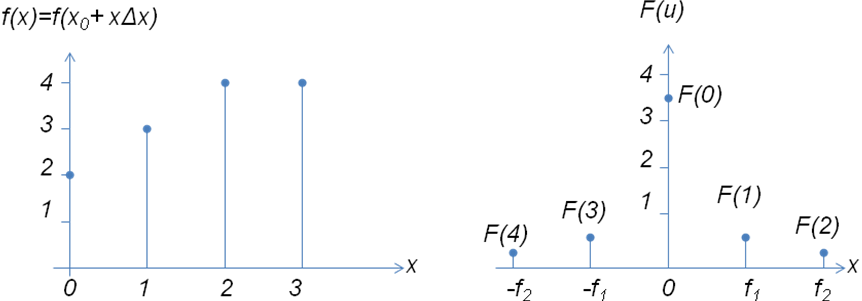 f(x)=f(x0+ xΔx)
4
3
2
1
0 1 2 3
x
F(u)
4
3
2
1
F(0)
F(4)
F(3)
F(1)
F(2)
-f2 -f1 0 f1 f2
x